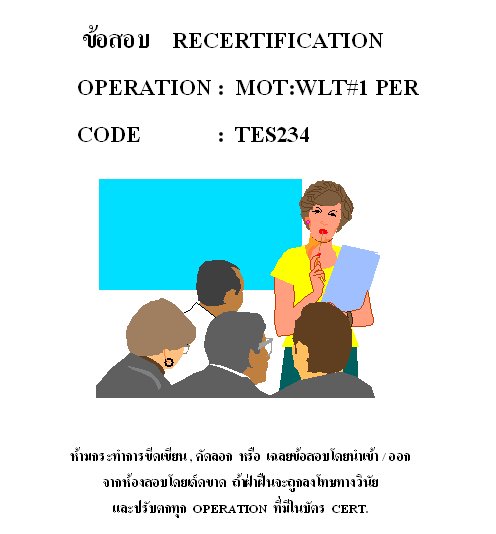 ข้อสอบ RECERTIFICATION
OPERATION : MOT:WLT#1 PER
CODE : TES234
ห้ามกระทำการขีดเขียน , คัดลอก หรือ เฉลยข้อสอบโดยนำเข้า / ออก
จากห้องสอบโดยเด็ดขาด ถ้าฝ่าฝืนจะถูกลงโทษทางวินัย
และปรับตกทุก OPERATION ที่มีในบัตร CERT.